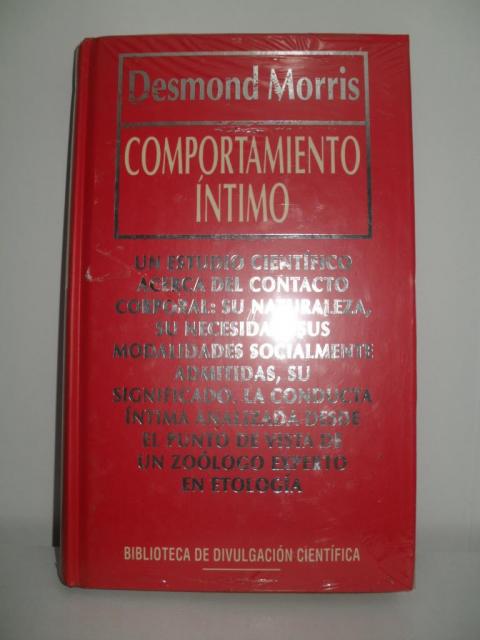 Desmond Morris
COMPORTAMIENTO
ÍNTIMO
UN ESTUDIO CIENTÍFICO
ACERCA DEL CONTACTO
CORPORAL: SU NATURALEZA,
SU NECESIDAD, SUS
MODALIDADES SOCIALMENTE
ADMITIDAS, SU
SIGNIFICADO. LA CONDUCTA
ÍNTIMA ANALIZADA DESDE
EL PUNTO DE VISTA DE
UN ZOÓLOGO EXPERTO
EN ETOLOGÍA
BIBLIOTECA DE DIVULGACIÓN CIENTÍFICA